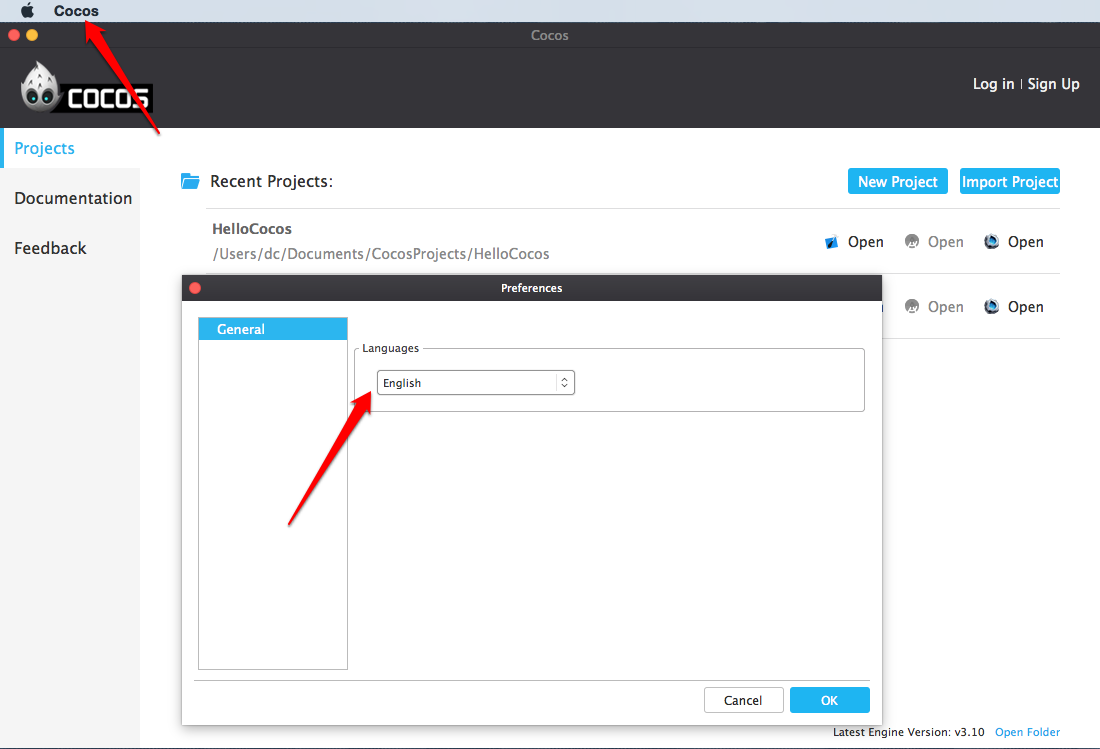 Cocos
Cocos
COCOS
Log in | Sign Up
Projects
Documentation
Feedback
Recent Projects:
New Project
Import Project
HelloCocos
/Users/dc/Documents/CocosProjects/HelloCocos
Open
Open
Open
Open
Open
Preferences
General
Languages
English
Cancel
OK
Latest Engine Version: v3.10
Open Folder